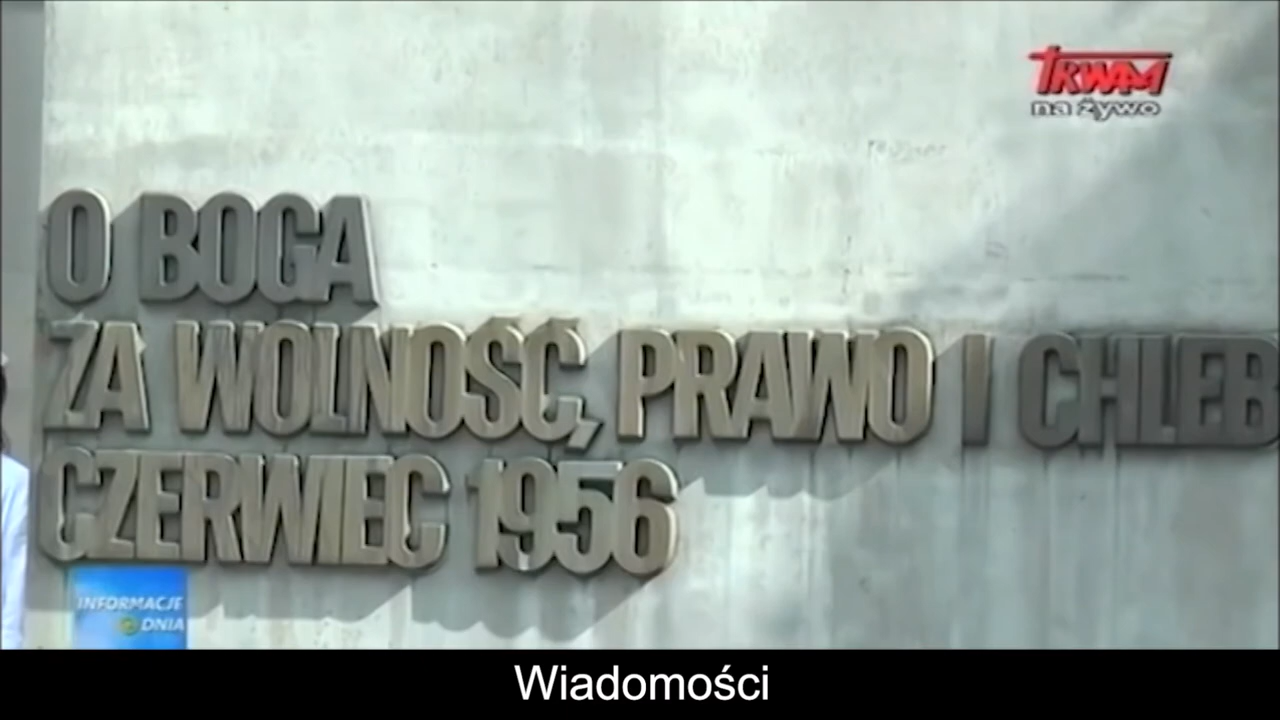 TRWAM
na żywo
O BOGA
ZA WOLNOŚĆ, PRAWO I CHLEB
CZERWIEC 1956
INFORMACJE
DNIA
Wiadomości